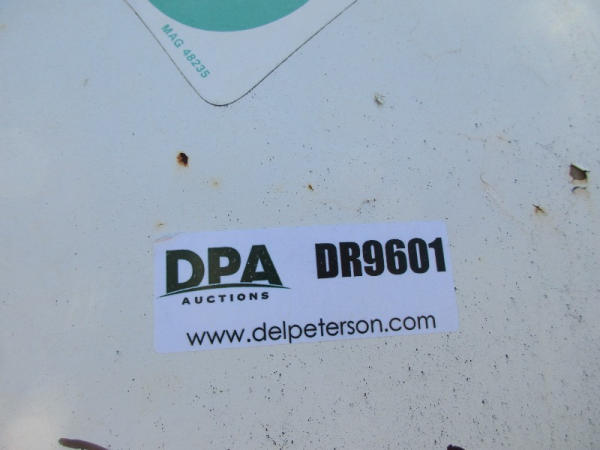 MAG 48235
DPA
AUCTIONS
DR9601
www.delpeterson.com